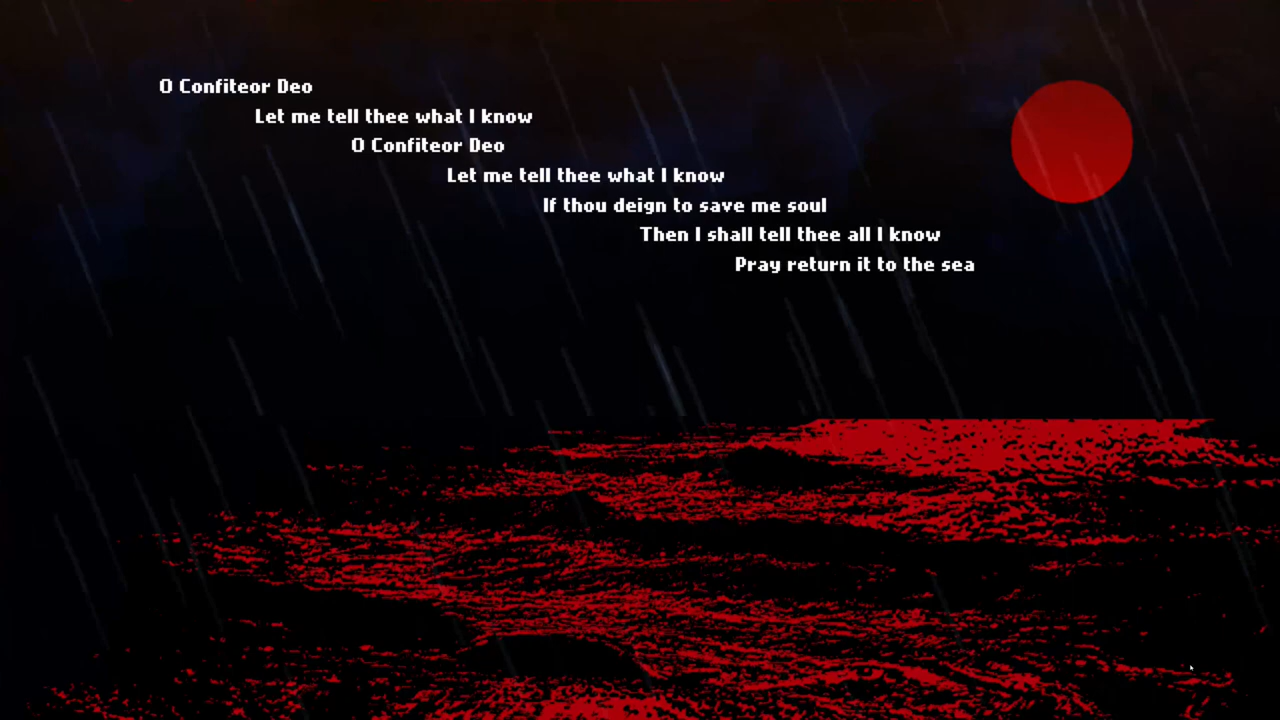 O Confiteor Deo
Let me tell thee what I know
O Confiteor Deo
Let me tell thee what I know
If thou deign to save me soul
Then I shall tell thee all I know
Pray return it to the sea